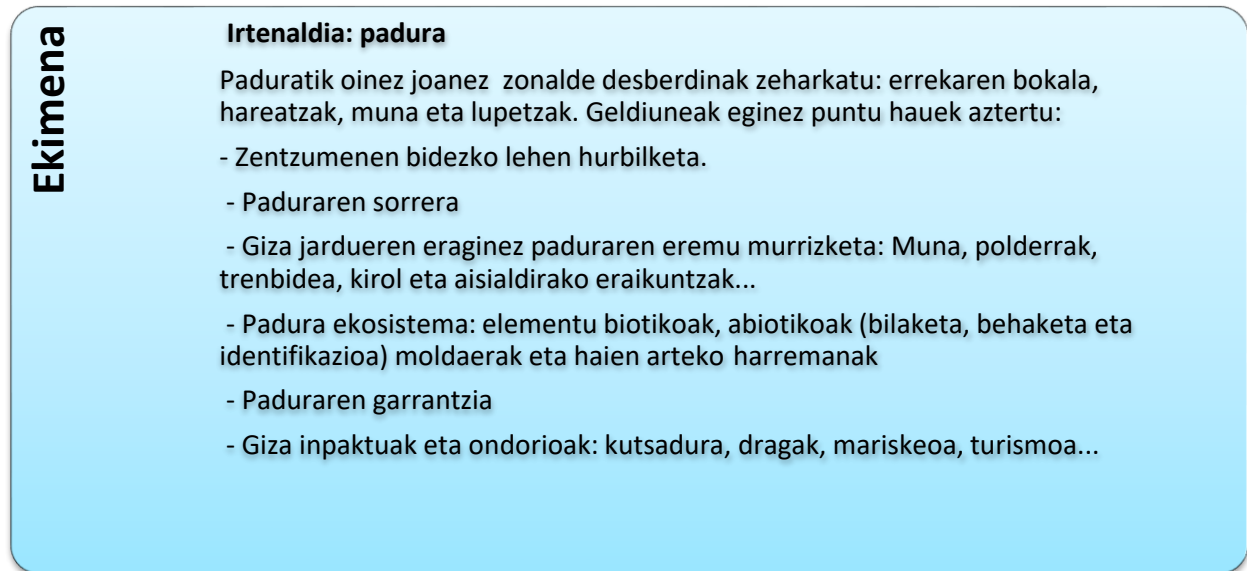 Ekimena
Irtenaldia: padura
Paduratik oinez joanez zonalde desberdinak zeharkatu: errekaren bokala,
hareatzak, muna eta lupetzak. Geldiuneak eginez puntu hauek aztertu:
- Zentzumenen bidezko lehen hurbilketa.
- Paduraren sorrera
- Giza jardueren eraginez paduraren eremu murrizketa: Muna, polderrak,
trenbidea, kirol eta aisialdirako eraikuntzak...
- Padura ekosistema: elementu biotikoak, abiotikoak (bilaketa, behaketa eta
identifikazioa) moldaerak eta haien arteko harremanak
- Paduraren garrantzia
- Giza inpaktuak eta ondorioak: kutsadura, dragak, mariskeoa, turismoa...